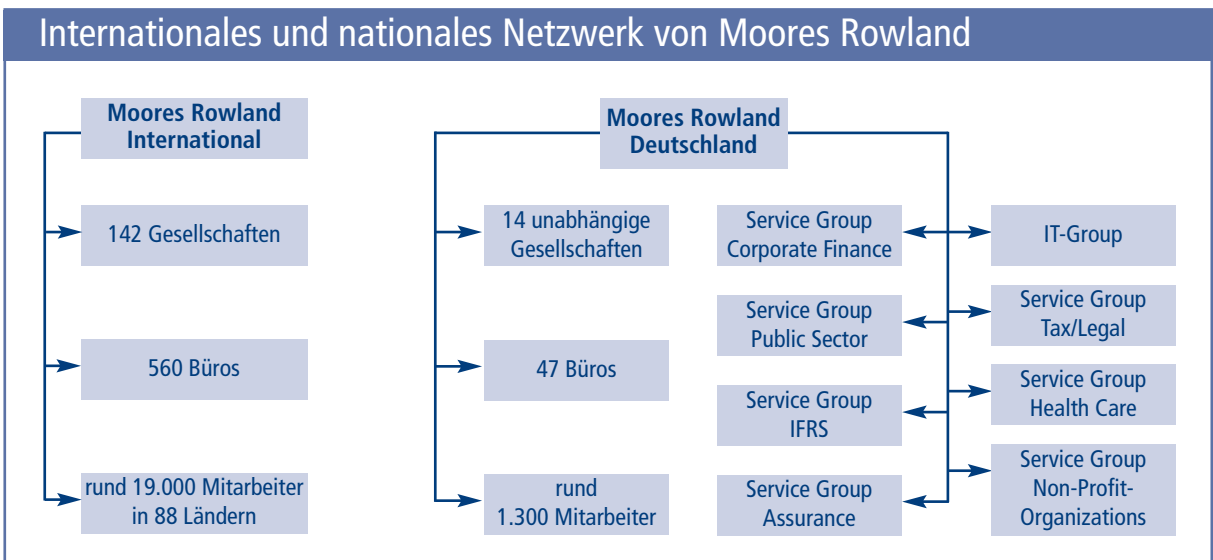 Internationales und nationales Netzwerk von Moores Rowland
Moores Rowland
International
142 Gesellschaften
560 Büros
rund 19.000 Mitarbeiter
in 88 Ländern
Moores Rowland
Deutschland
14 unabhängige
Gesellschaften
47 Büros
rund
1.300 Mitarbeiter
Service Group
Corporate Finance
Service Group
Public Sector
Service Group
IFRS
Service Group
Assurance
IT-Group
Service Group
Tax/Legal
Service Group
Health Care
Service Group
Non-Profit-
Organizations